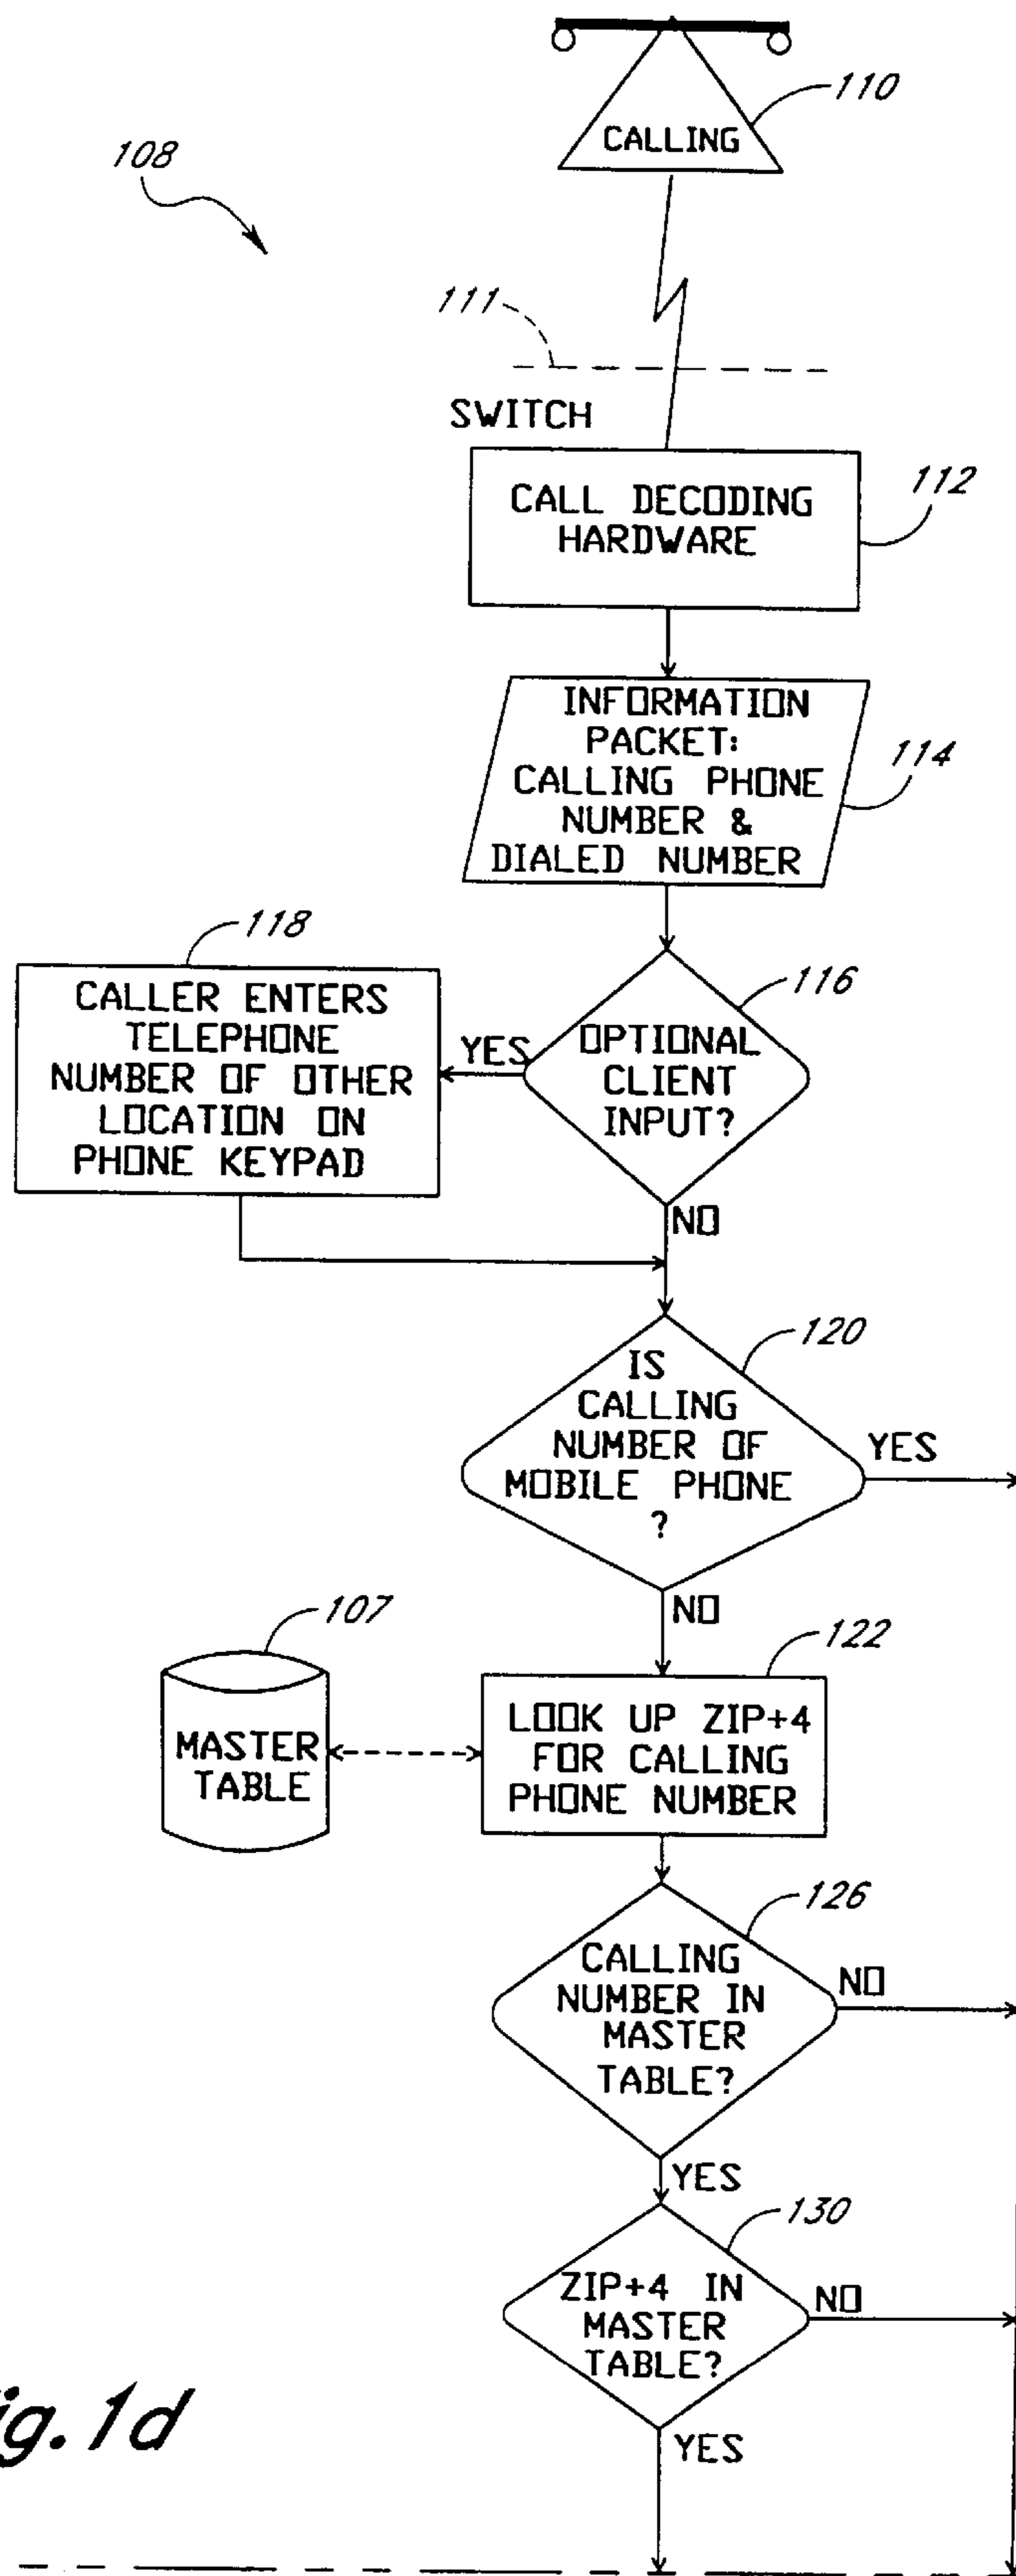 110
CALLING
108
111
SWITCH
CALL DECODING
HARDWARE
112
INFORMATION
PACKET:
CALLING PHONE
NUMBER &
DIALED NUMBER
114
118
CALLER ENTERS
TELEPHONE
NUMBER OF OTHER
LOCATION ON
PHONE KEYPAD
YES
116
OPTIONAL
CLIENT
INPUT?
NO
120
IS
CALLING
NUMBER OF
MOBILE PHONE
?
YES
NO
107
MASTER
TABLE
122
LOOK UP ZIP+4
FOR CALLING
PHONE NUMBER
126
CALLING
NUMBER IN
MASTER
TABLE?
NO
YES
130
ZIP+4 IN
MASTER
TABLE?
NO
YES
ig. 1d